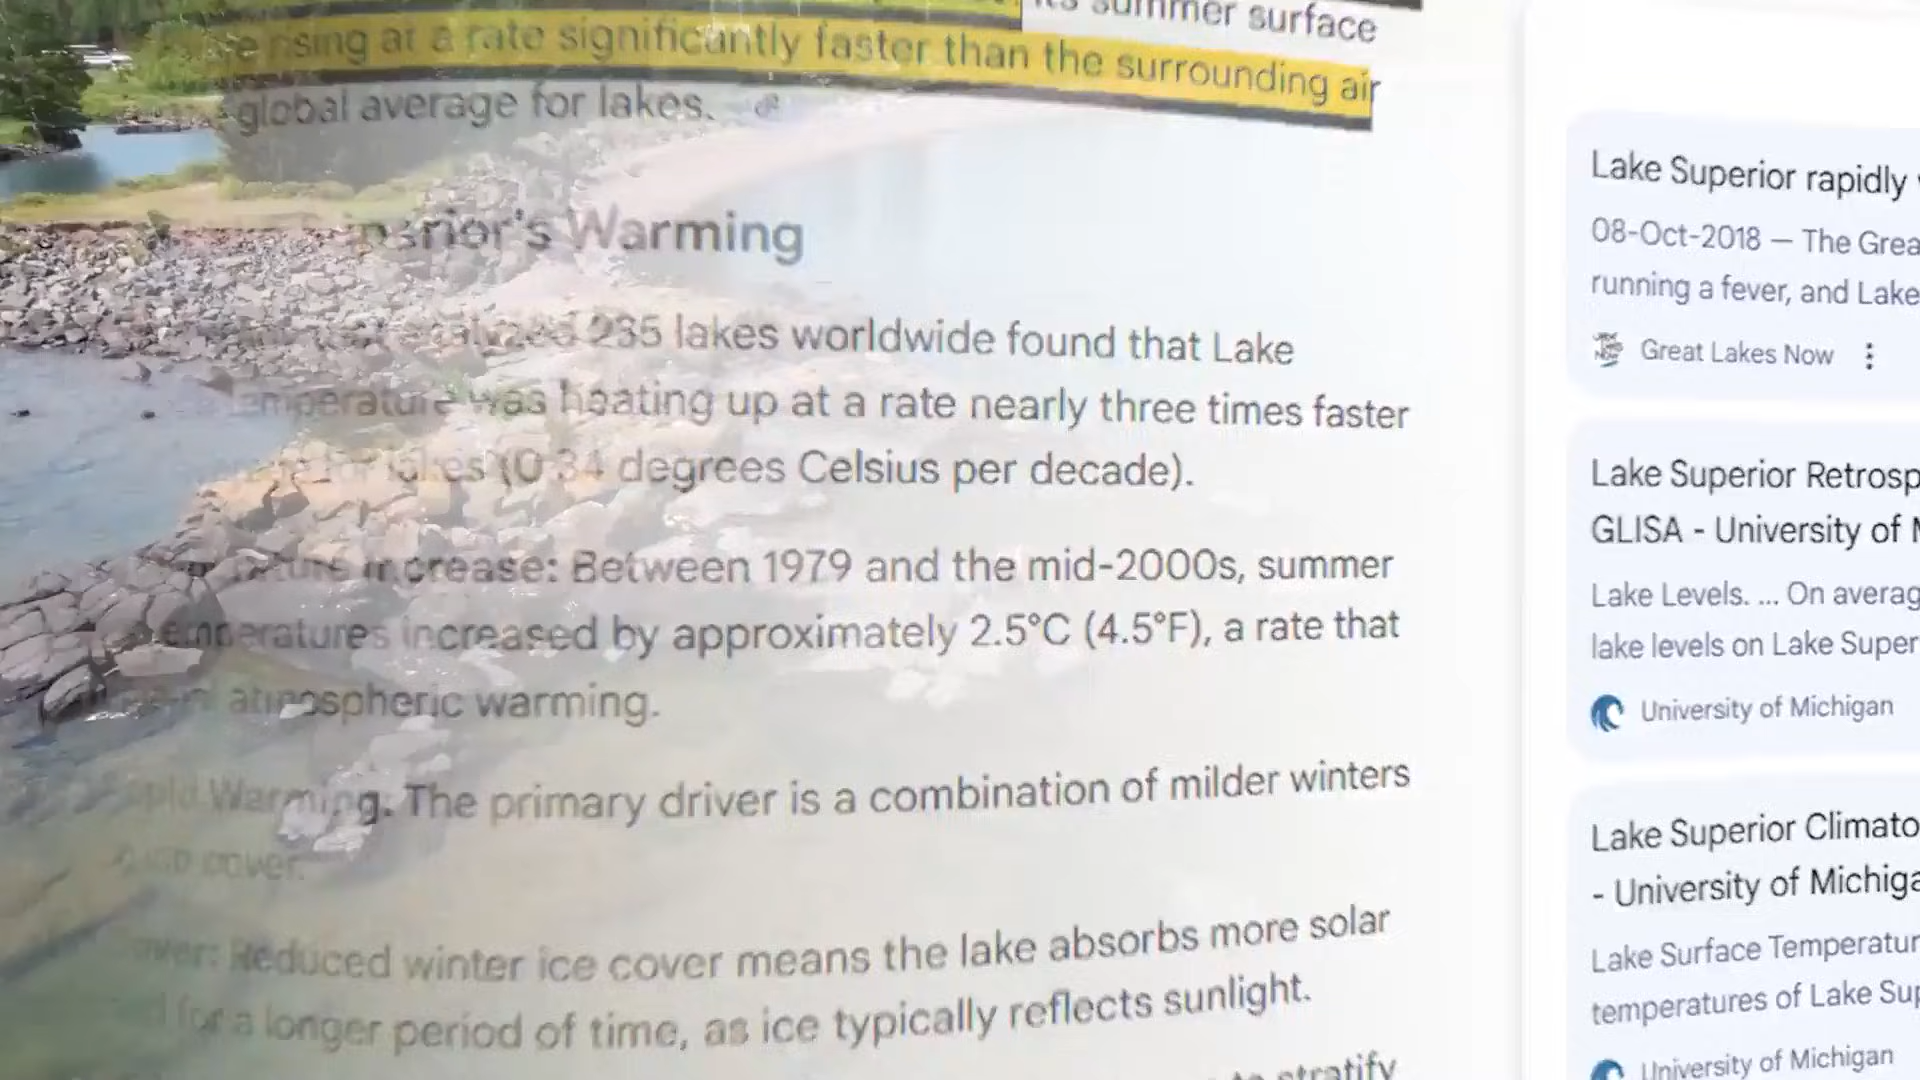 summer surface
rising at a rate significantly faster than the surrounding air
global average for lakes.
Warming
235 lakes worldwide found that Lake
temperature was heating up at a rate nearly three times faster
lakes (0.34 degrees Celsius per decade).
increase: Between 1979 and the mid-2000s, summer
temperatures increased by approximately 2.5°C (4.5°F), a rate that
atmospheric warming.
Warming. The primary driver is a combination of milder winters
cover.
Reduced winter ice cover means the lake absorbs more solar
for a longer period of time, as ice typically reflects sunlight.
stratify
Lake Superior rapidly
08-Oct-2018 — The Grea
running a fever, and Lake
Great Lakes Now
Lake Superior Retrosp
GLISA - University of M
Lake Levels. ... On averag
lake levels on Lake Super
University of Michigan
Lake Superior Climato
- University of Michiga
Lake Surface Temperatur
temperatures of Lake Sup
University of Michigan